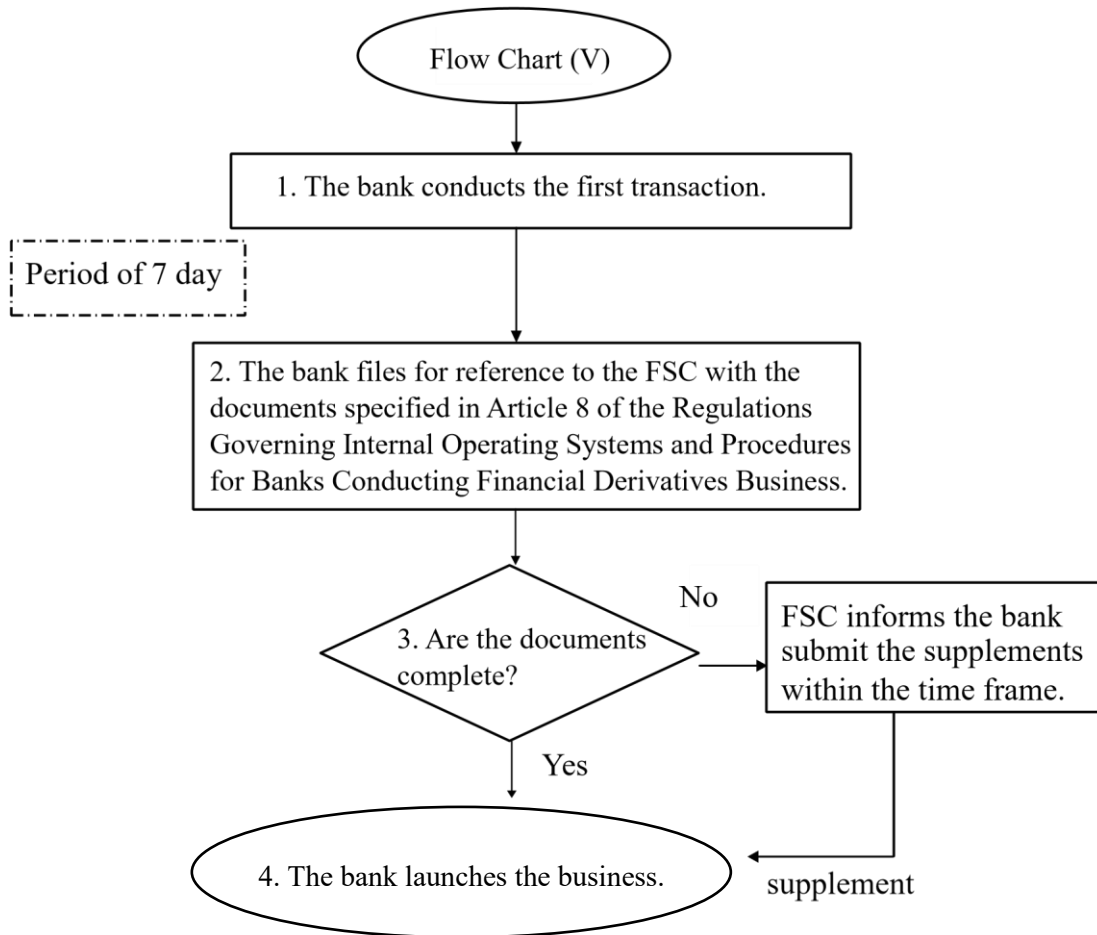 Flow Chart (V)
1. The bank conducts the first transaction.
Period of 7 day
2. The bank files for reference to the FSC with the
documents specified in Article 8 of the Regulations
Governing Internal Operating Systems and Procedures
for Banks Conducting Financial Derivatives Business.
3. Are the documents
complete?
No
FSC informs the bank
submit the supplements
within the time frame.
Yes
4. The bank launches the business.
supplement